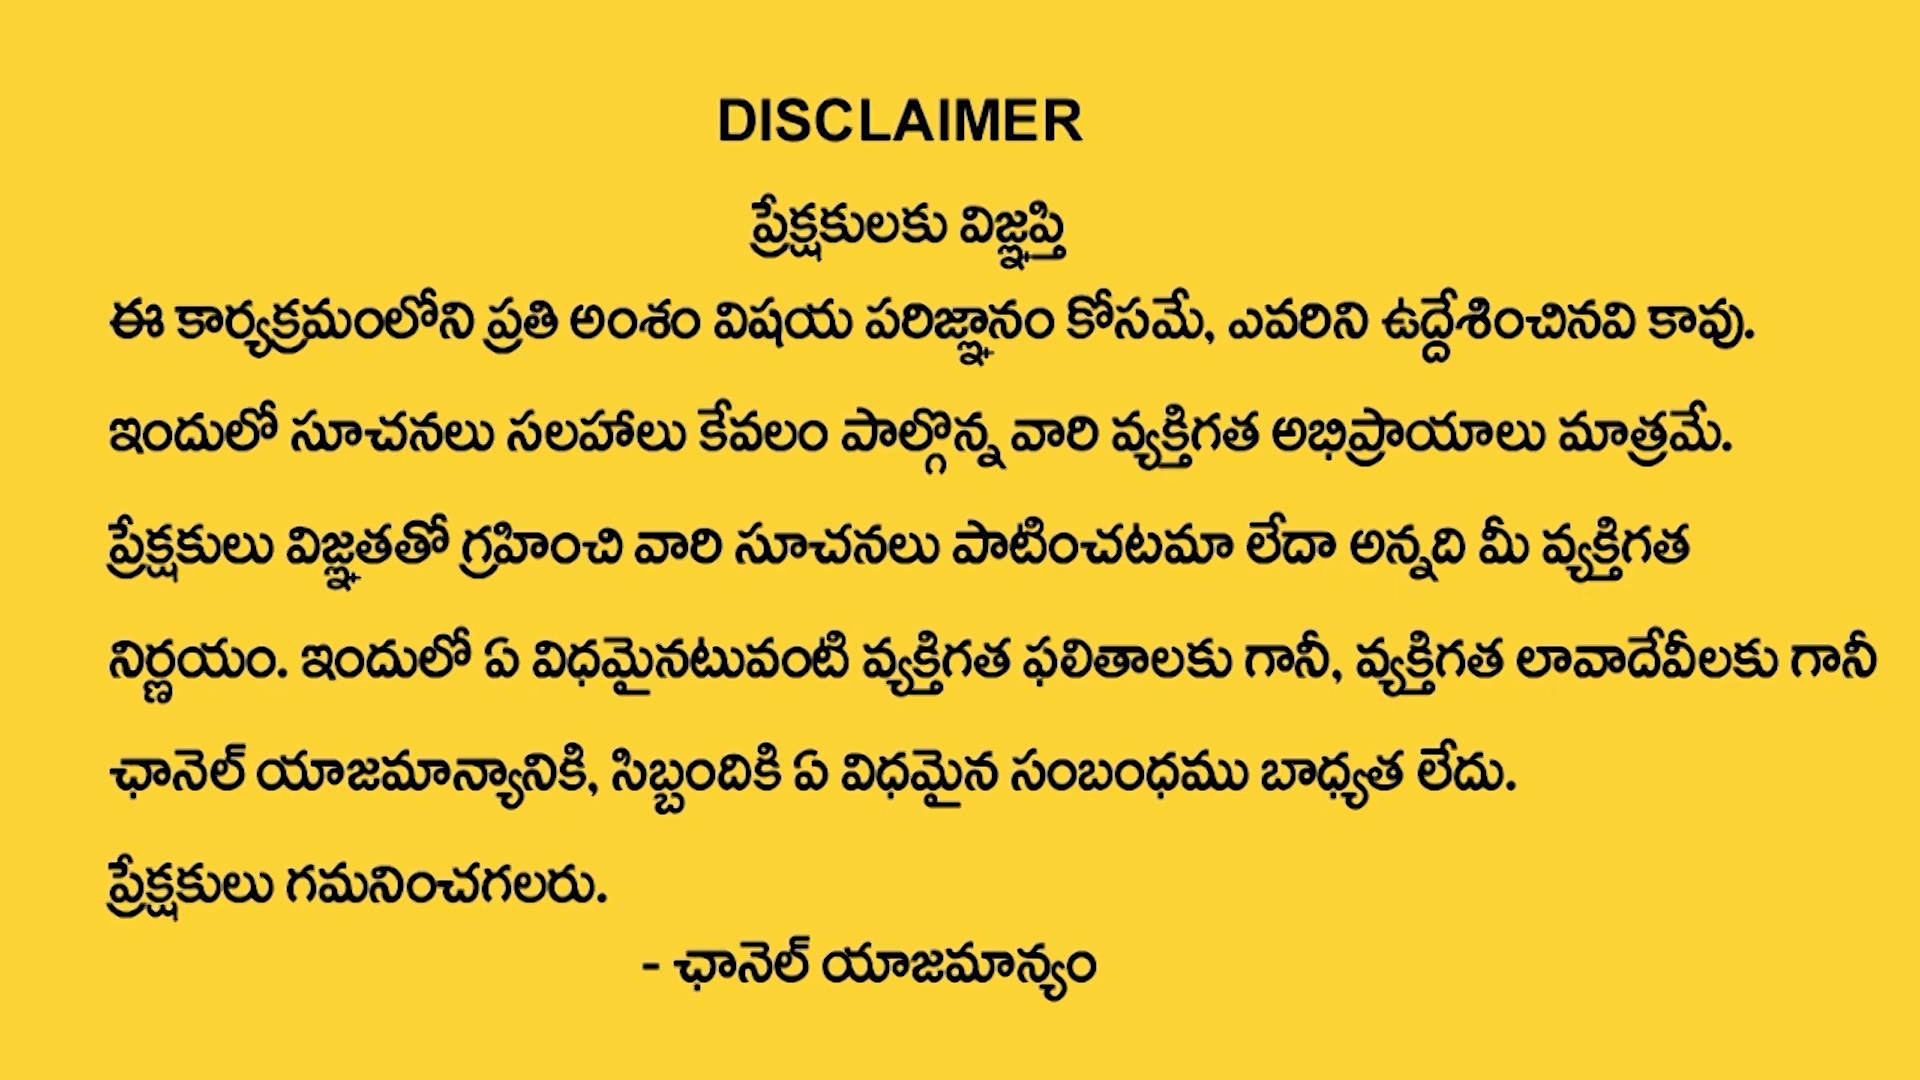 DISCLAIMER
ప్రేక్షకులకు విజ్ఞప్తి
ఈ కార్యక్రమంలోని ప్రతి అంశం విషయ పరిజ్ఞానం కోసమే, ఎవరిని ఉద్దేశించినవి కావు.
ఇందులో సూచనలు సలహాలు కేవలం పాల్గొన్న వారి వ్యక్తిగత అభిప్రాయాలు మాత్రమే.
ప్రేక్షకులు విజ్ఞతతో గ్రహించి వారి సూచనలు పాటించటమా లేదా అన్నది మీ వ్యక్తిగత
నిర్ణయం. ఇందులో ఏ విధమైనటువంటి వ్యక్తిగత ఫలితాలకు గానీ, వ్యక్తిగత లావాదేవీలకు గానీ
ఛానెల్ యాజమాన్యానికి, సిబ్బందికి ఏ విధమైన సంబంధము బాధ్యత లేదు.
ప్రేక్షకులు గమనించగలరు.
- ఛానెల్ యాజమాన్యం